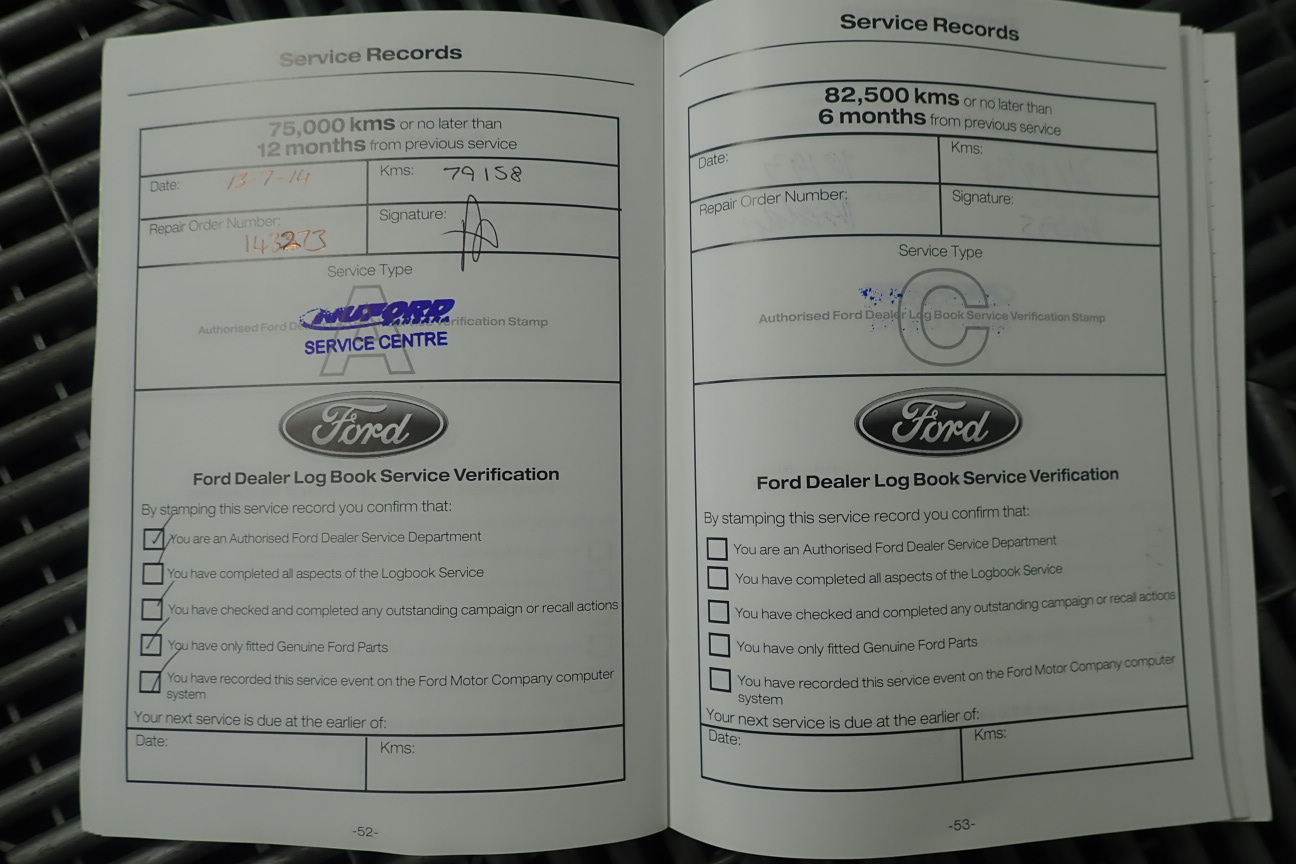 Service Records
75,000 kms or no later than
12 months from previous service
Date: 13-7-14
Kms: 79158
Repair Order Number:
143273
Signature:
Service Type
A
Authorised Ford Verification Stamp
NUFORD
SERVICE CENTRE
Ford
Ford Dealer Log Book Service Verification
By stamping this service record you confirm that:
You are an Authorised Ford Dealer Service Department
You have completed all aspects of the Logbook Service
You have checked and completed any outstanding campaign or recall actions
You have only fitted Genuine Ford Parts
You have recorded this service event on the Ford Motor Company computer
system
Your next service is due at the earlier of:
Date:
Kms:
-52-
Service Records
82,500 kms or no later than
6 months from previous service
Date:
Kms:
Repair Order Number:
Signature:
Service Type
C
Authorised Ford Dealer Log Book Service Verification Stamp
Ford
Ford Dealer Log Book Service Verification
By stamping this service record you confirm that:
You are an Authorised Ford Dealer Service Department
You have completed all aspects of the Logbook Service
You have checked and completed any outstanding campaign or recall actions
You have only fitted Genuine Ford Parts
You have recorded this service event on the Ford Motor Company computer
system
Your next service is due at the earlier of:
Date:
Kms:
-53-